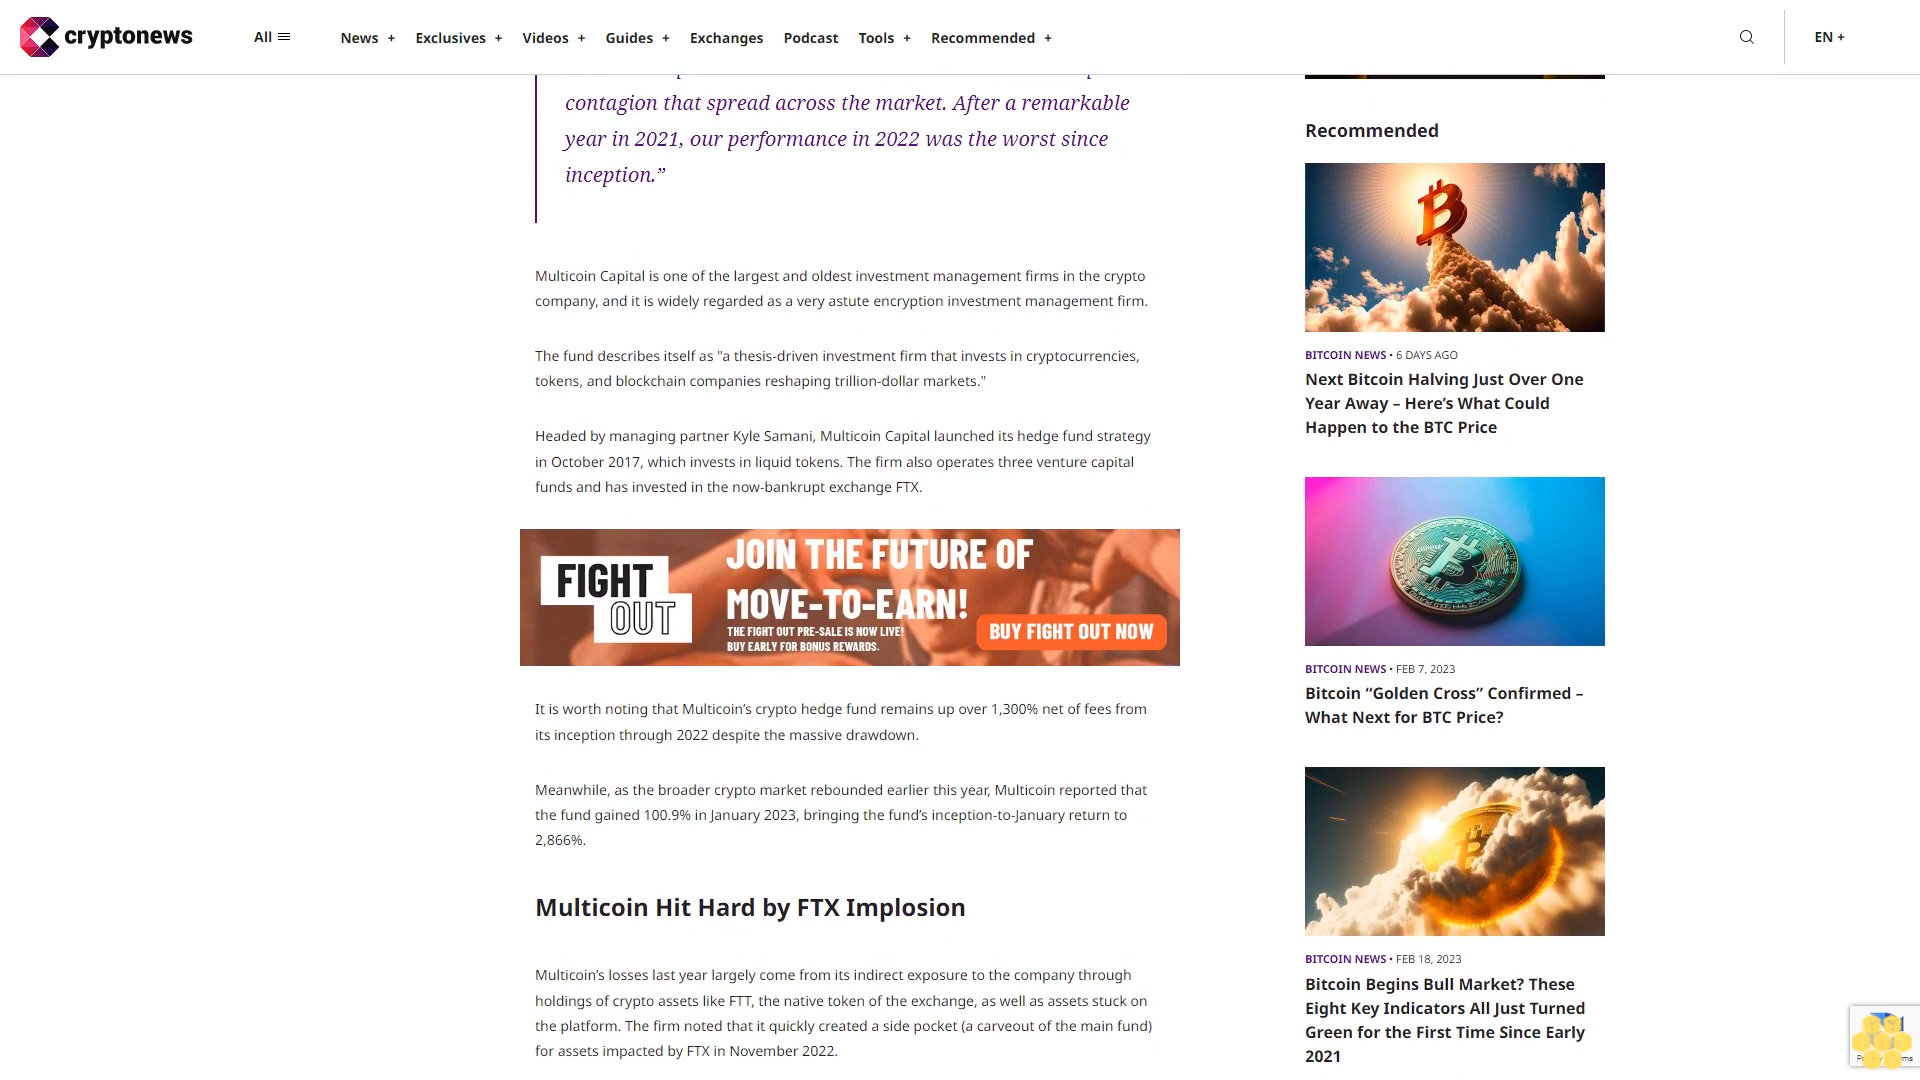 cryptonews
All
News +
Exclusives +
Videos +
Guides +
Exchanges
Podcast
Tools +
Recommended +
EN +
contagion that spread across the market. After a remarkable
year in 2021, our performance in 2022 was the worst since
inception.”
Multicoin Capital is one of the largest and oldest investment management firms in the crypto
company, and it is widely regarded as a very astute encryption investment management firm.
The fund describes itself as "a thesis-driven investment firm that invests in cryptocurrencies,
tokens, and blockchain companies reshaping trillion-dollar markets."
Headed by managing partner Kyle Samani, Multicoin Capital launched its hedge fund strategy
in October 2017, which invests in liquid tokens. The firm also operates three venture capital
funds and has invested in the now-bankrupt exchange FTX.
FIGHT
OUT
JOIN THE FUTURE OF
MOVE-TO-EARN!
THE FIGHT OUT PRE-SALE IS NOW LIVE!
BUY EARLY FOR BONUS REWARDS.
BUY FIGHT OUT NOW
It is worth noting that Multicoin’s crypto hedge fund remains up over 1,300% net of fees from
its inception through 2022 despite the massive drawdown.
Meanwhile, as the broader crypto market rebounded earlier this year, Multicoin reported that
the fund gained 100.9% in January 2023, bringing the fund’s inception-to-January return to
2,866%.
Multicoin Hit Hard by FTX Implosion
Multicoin’s losses last year largely come from its indirect exposure to the company through
holdings of crypto assets like FTT, the native token of the exchange, as well as assets stuck on
the platform. The firm noted that it quickly created a side pocket (a carveout of the main fund)
for assets impacted by FTX in November 2022.
Recommended
BITCOIN NEWS • 6 DAYS AGO
Next Bitcoin Halving Just Over One
Year Away – Here’s What Could
Happen to the BTC Price
BITCOIN NEWS • FEB 7, 2023
Bitcoin “Golden Cross” Confirmed –
What Next for BTC Price?
BITCOIN NEWS • FEB 18, 2023
Bitcoin Begins Bull Market? These
Eight Key Indicators All Just Turned
Green for the First Time Since Early
2021